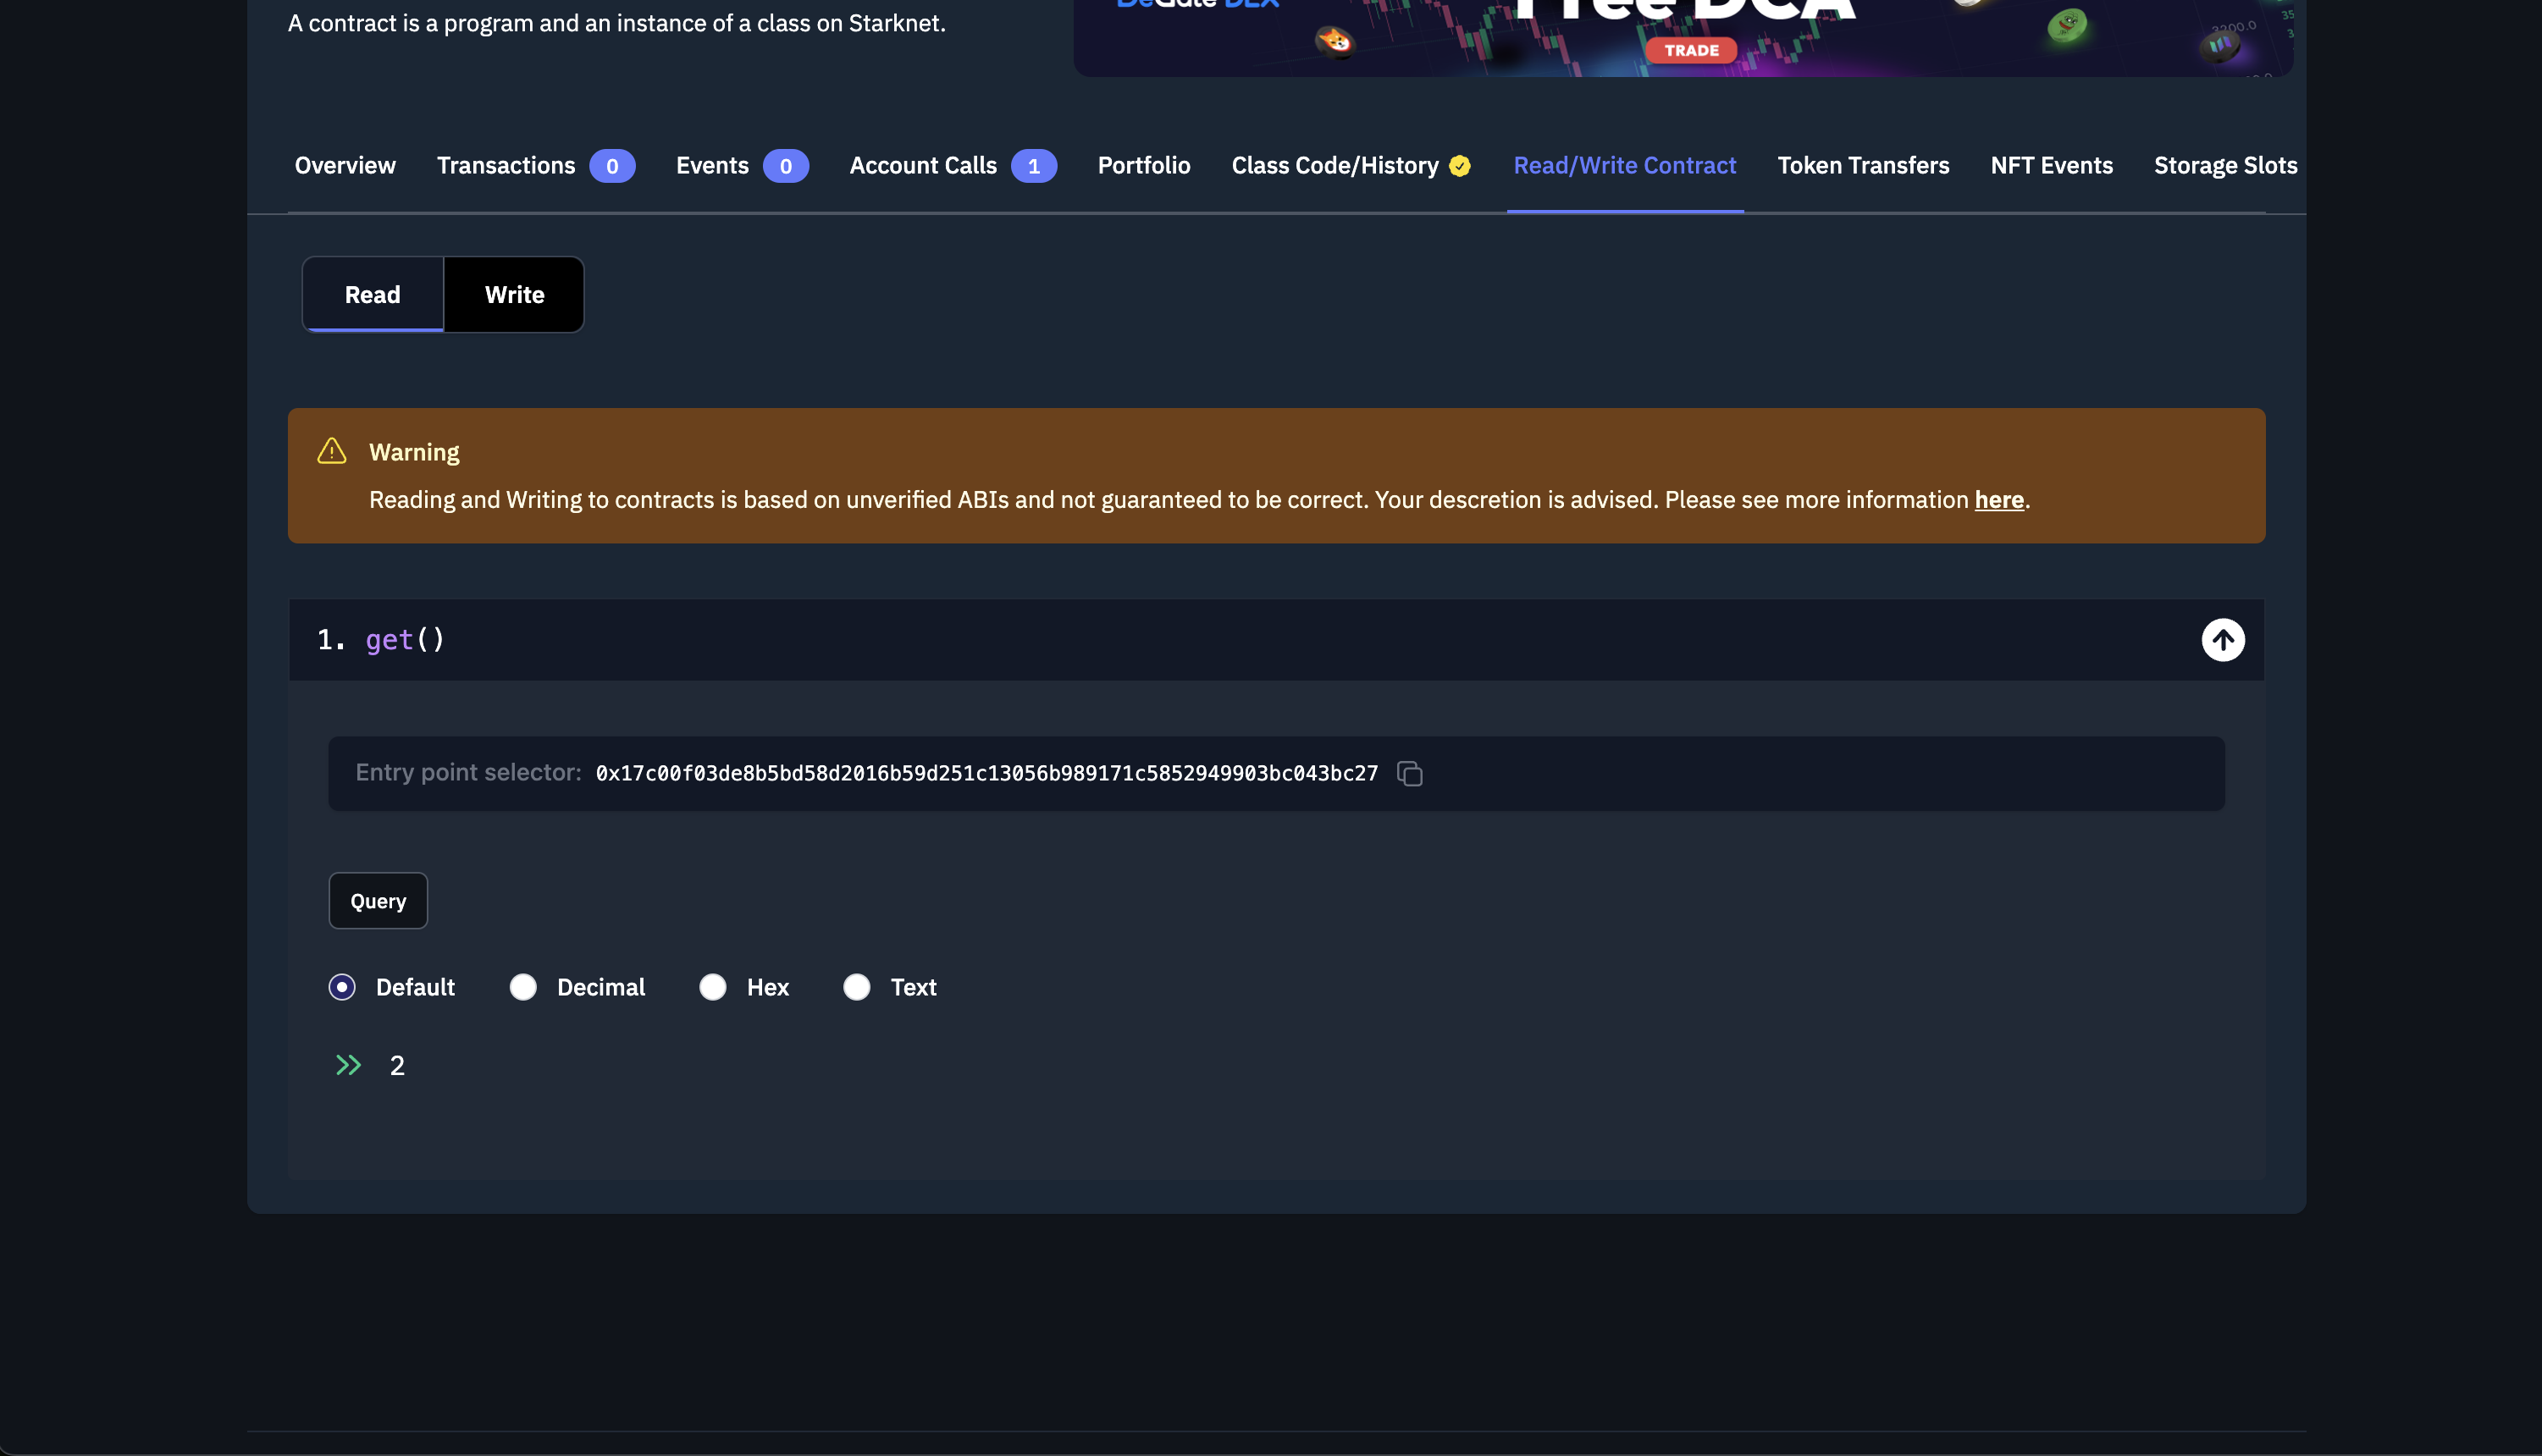 A contract is a program and an instance of a class on Starknet.
DeGate DEX
Free DCA
TRADE
Overview Transactions 0 Events 0 Account Calls 1 Portfolio Class Code/History Read/Write Contract Token Transfers NFT Events Storage Slots
Read Write
Warning
Reading and Writing to contracts is based on unverified ABIs and not guaranteed to be correct. Your descretion is advised. Please see more information here.
1. get()
Entry point selector: 0x17c00f03de8b5bd58d2016b59d251c13056b989171c5852949903bc043bc27
Query
Default Decimal Hex Text
2